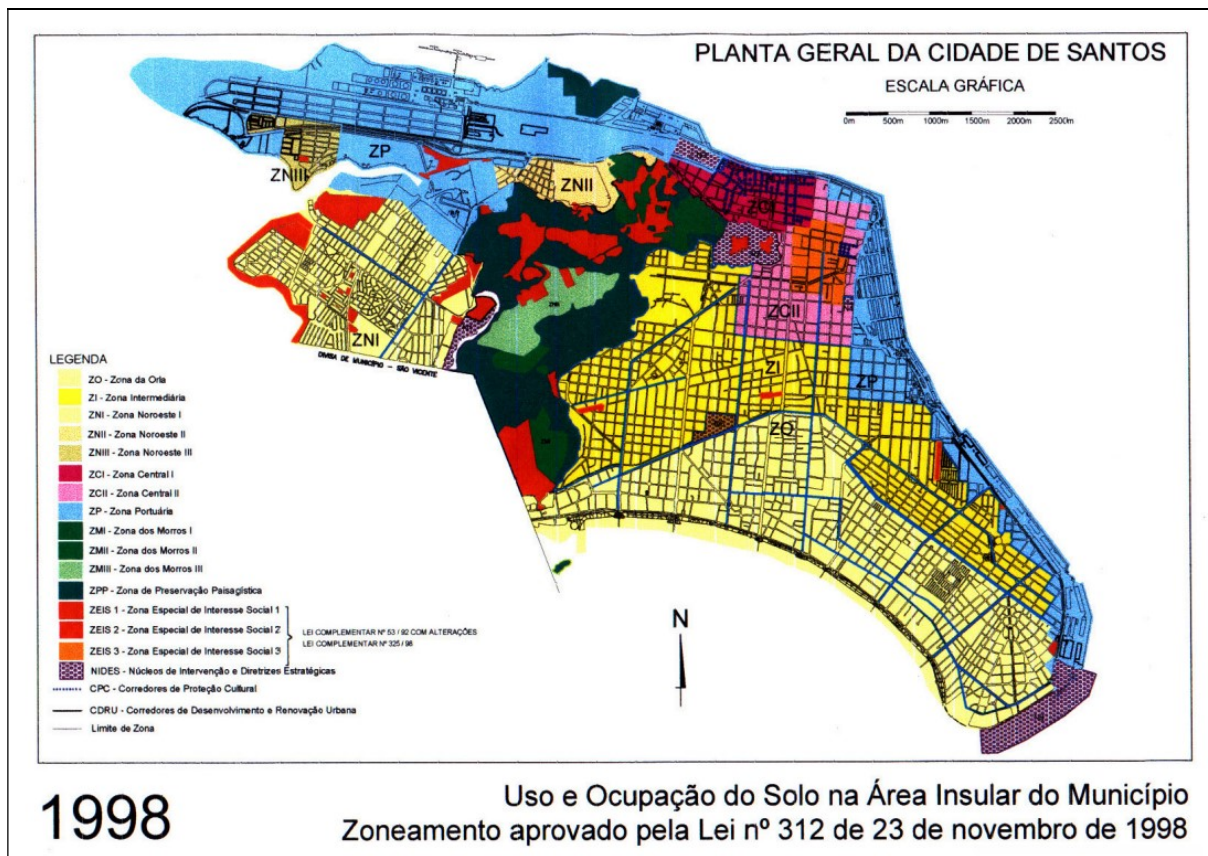 PLANTA GERAL DA CIDADE DE SANTOS
ESCALA GRÁFICA
0m 500m 1000m 1500m 2000m 2500m
ZP
ZNIII
ZNII
ZCI
ZCII
ZNI
ZI
ZP
ZO
DIVISA DE MUNICÍPIO - SÃO VICENTE
LEGENDA
ZO - Zona da Orla
ZI - Zona Intermediária
ZNI - Zona Noroeste I
ZNII - Zona Noroeste II
ZNIII - Zona Noroeste III
ZCI - Zona Central I
ZCII - Zona Central II
ZP - Zona Portuária
ZMI - Zona dos Morros I
ZMII - Zona dos Morros II
ZMIII - Zona dos Morros III
ZPP - Zona de Preservação Paisagística
ZEIS 1 - Zona Especial de Interesse Social 1
ZEIS 2 - Zona Especial de Interesse Social 2
ZEIS 3 - Zona Especial de Interesse Social 3
LEI COMPLEMENTAR Nº 53 / 92 COM ALTERAÇÕES
LEI COMPLEMENTAR Nº 325 / 98
NIDES - Núcleos de Intervenção e Diretrizes Estratégicas
CPC - Corredores de Proteção Cultural
CDRU - Corredores de Desenvolvimento e Renovação Urbana
Limite de Zona
N
1998
Uso e Ocupação do Solo na Área Insular do Município
Zoneamento aprovado pela Lei nº 312 de 23 de novembro de 1998